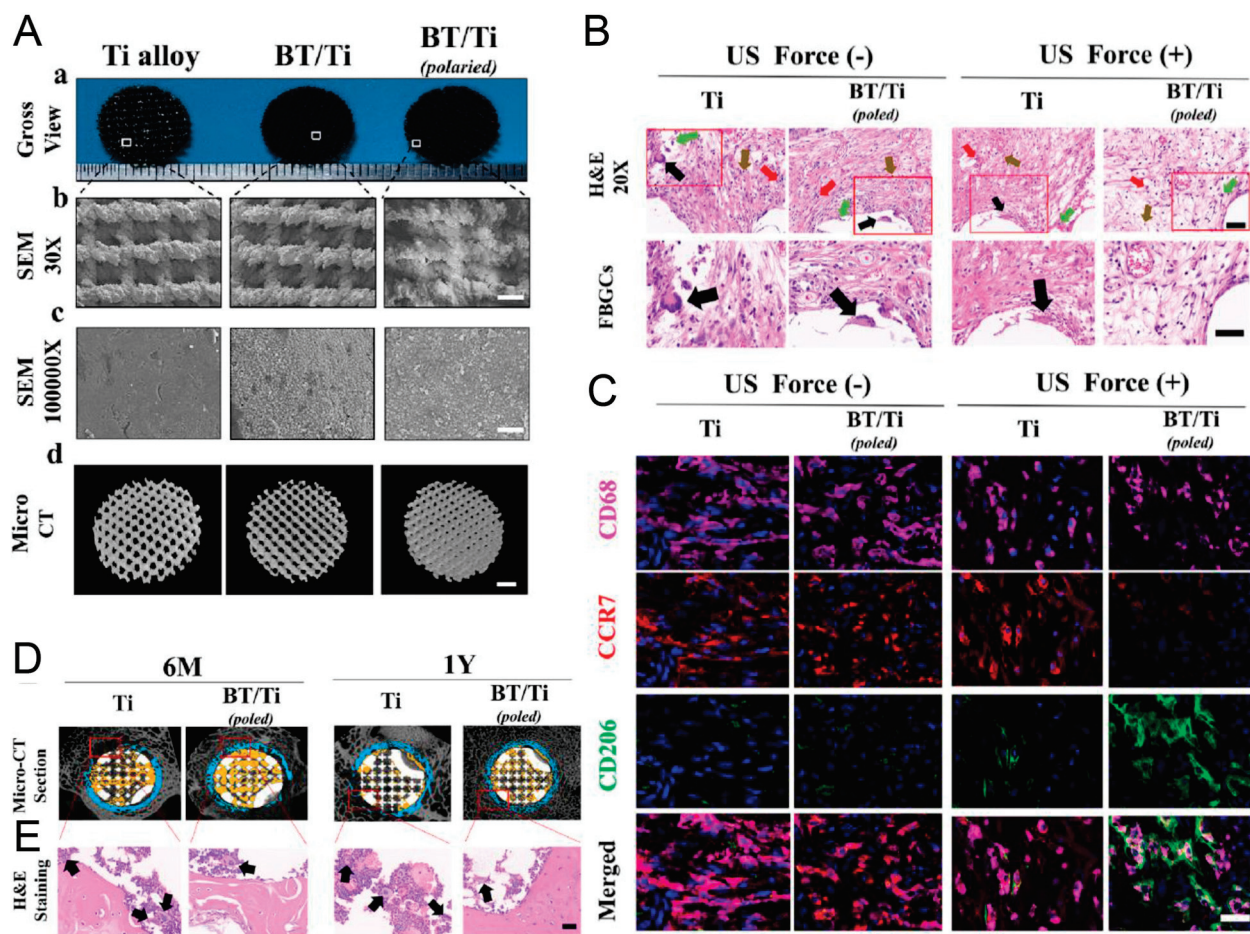 A
Ti alloy
BT/Ti
BT/Ti
(polaried)
a
Gross
View
b
SEM
30X
c
SEM
100000X
d
Micro
CT
B
US Force (-)
US Force (+)
Ti
BT/Ti
(poled)
Ti
BT/Ti
(poled)
H&E
20X
FBGCs
C
US Force (-)
US Force (+)
Ti
BT/Ti
(poled)
Ti
BT/Ti
(poled)
CD68
CCR7
CD206
Merged
D
6M
1Y
Ti
BT/Ti
(poled)
Ti
BT/Ti
(poled)
Micro-CT
Section
E
H&E
Staining